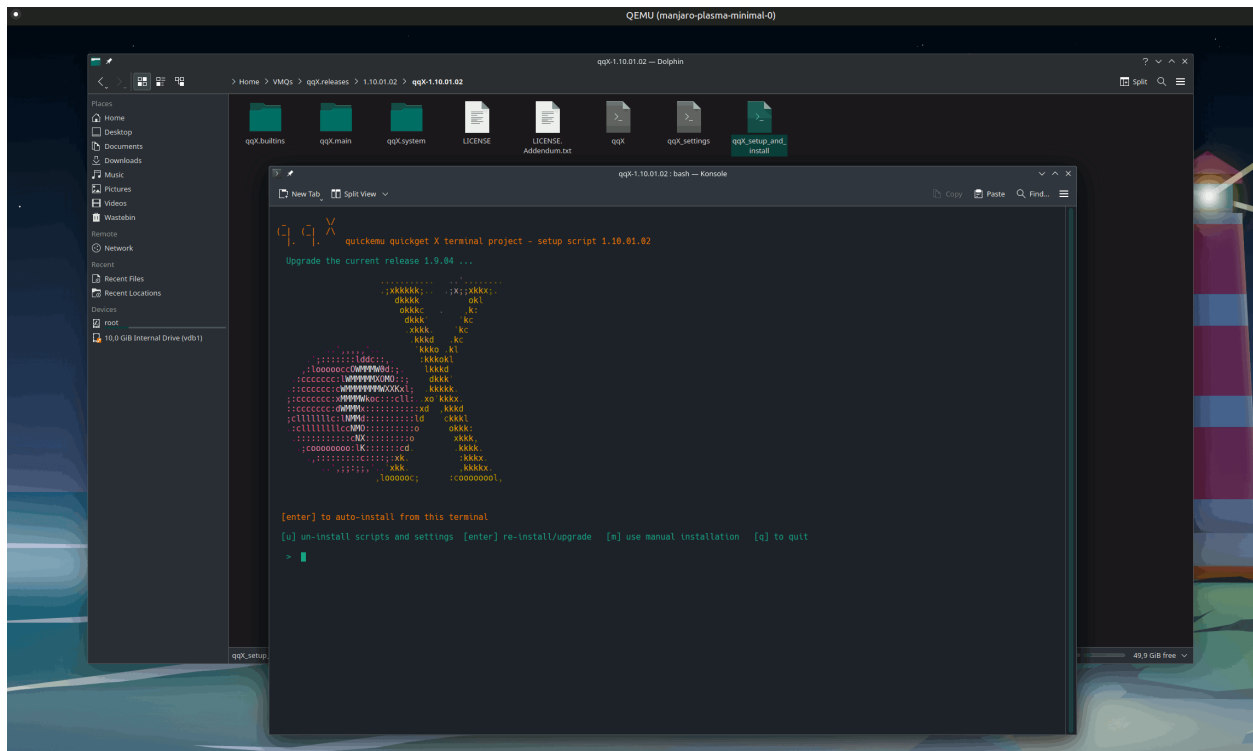 QEMU (manjaro-plasma-minimal-0)
qqX-1.10.01.02 — Dolphin
> Home > VMQs > qqX.releases > 1.10.01.02 > qqX-1.10.01.02
Split
Places
Home
Desktop
Documents
Downloads
Music
Pictures
Videos
Wastebin
Remote
Network
Recent
Recent Files
Recent Locations
Devices
root
10,0 GiB Internal Drive (vdb1)
qqX.builtins
qqX.main
qqX.system
LICENSE
LICENSE.
Addendum.txt
qqX
qqX_settings
qqX_setup_and_
install
qqX-1.10.01.02 : bash — Konsole
New Tab
Split View
Copy
Paste
Find...
quickemu quickget X terminal project - setup script 1.10.01.02
Upgrade the current release 1.9.04 ...
[enter] to auto-install from this terminal
[u] un-install scripts and settings [enter] re-install/upgrade [m] use manual installation [q] to quit
>
qqX_setup_
49,9 GiB free